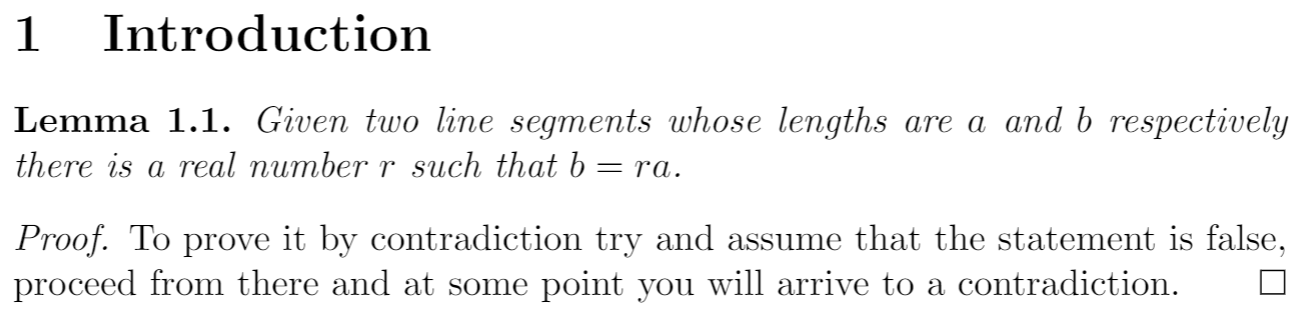 1 Introduction
Lemma 1.1. Given two line segments whose lengths are a and b respectively
there is a real number r such that b = ra.
Proof. To prove it by contradiction try and assume that the statement is false,
proceed from there and at some point you will arrive to a contradiction. □